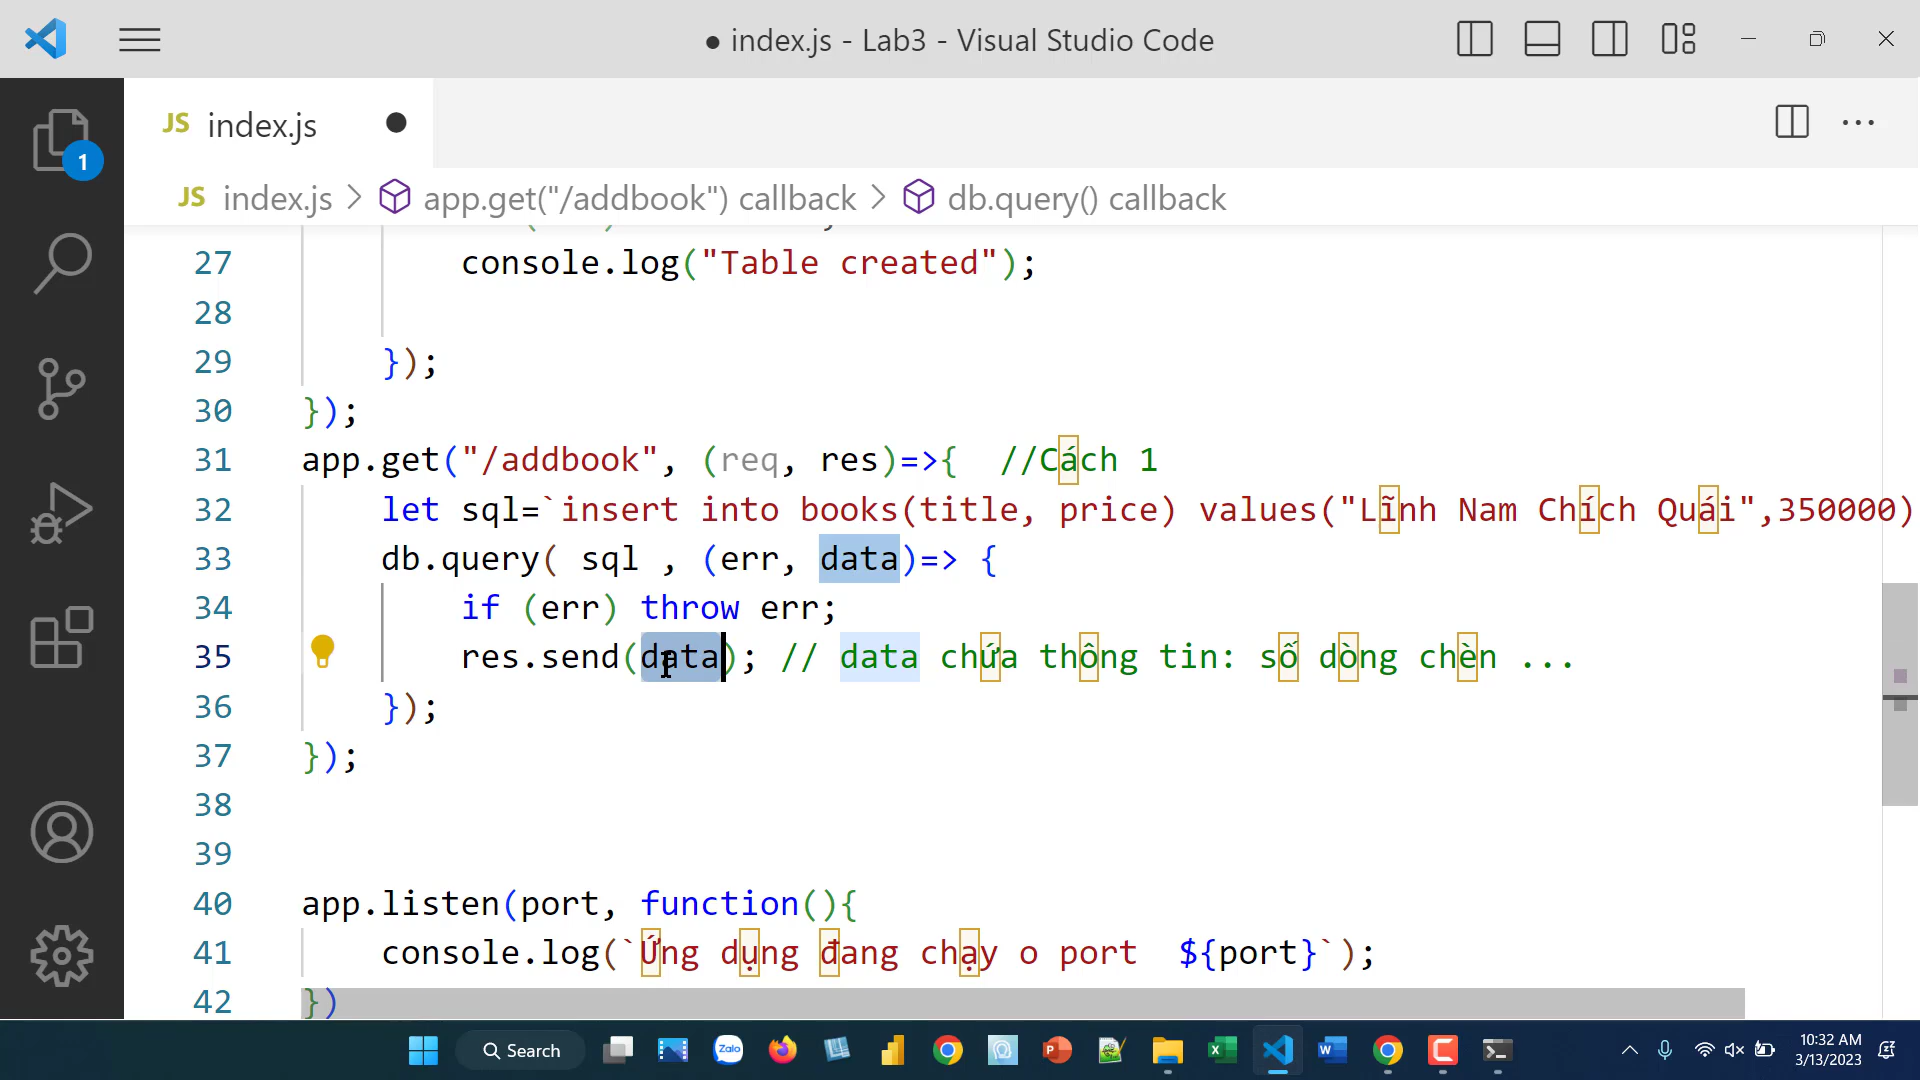 ● index.js - Lab3 - Visual Studio Code
JS index.js ●
1
JS index.js > app.get("/addbook") callback > db.query() callback
27 console.log("Table created");
28
29 });
30 });
31 app.get("/addbook", (req, res)=>{ //Cách 1
32 let sql=`insert into books(title, price) values("Lĩnh Nam Chích Quái",350000)
33 db.query( sql , (err, data)=> {
34 if (err) throw err;
35 res.send(data); // data chứa thông tin: số dòng chèn ...
36 });
37 });
38
39
40 app.listen(port, function(){
41 console.log(`Ứng dụng đang chạy o port ${port}`);
42 })
Search
Zalo
10:32 AM
3/13/2023